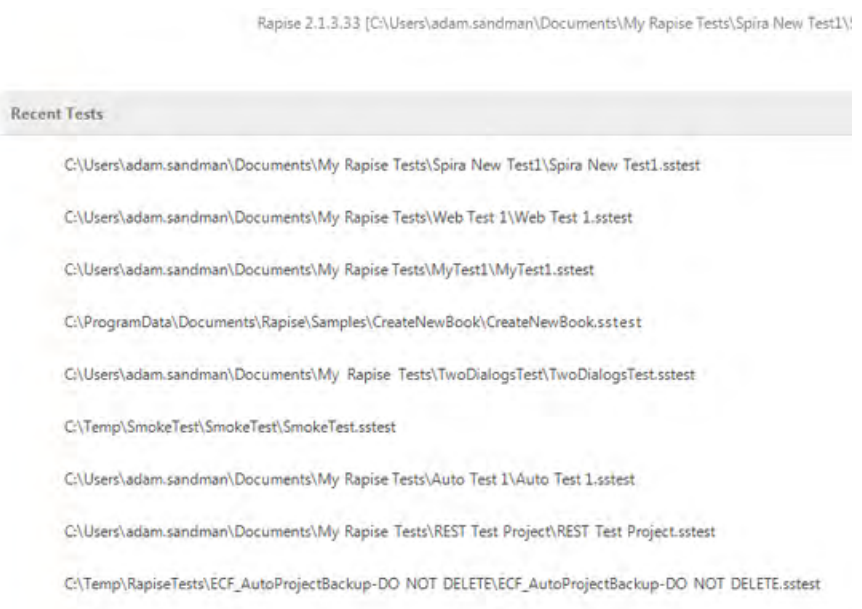 Rapise 2.1.3.33 [C:\Users\adam.sandman\Documents\My Rapise Tests\Spira New Test1\S
Recent Tests
C:\Users\adam.sandman\Documents\My Rapise Tests\Spira New Test1\Spira New Test1.sstest
C:\Users\adam.sandman\Documents\My Rapise Tests\Web Test 1\Web Test 1.sstest
C:\Users\adam.sandman\Documents\My Rapise Tests\MyTest1\MyTest1.sstest
C:\ProgramData\Documents\Rapise\Samples\CreateNewBook\CreateNewBook.sstest
C:\Users\adam.sandman\Documents\My Rapise Tests\TwoDialogsTest\TwoDialogsTest.sstest
C:\Temp\SmokeTest\SmokeTest\SmokeTest.sstest
C:\Users\adam.sandman\Documents\My Rapise Tests\Auto Test 1\Auto Test 1.sstest
C:\Users\adam.sandman\Documents\My Rapise Tests\REST Test Project\REST Test Project.sstest
C:\Temp\RapiseTests\ECF_AutoProjectBackup-DO NOT DELETE\ECF_AutoProjectBackup-DO NOT DELETE.sstest